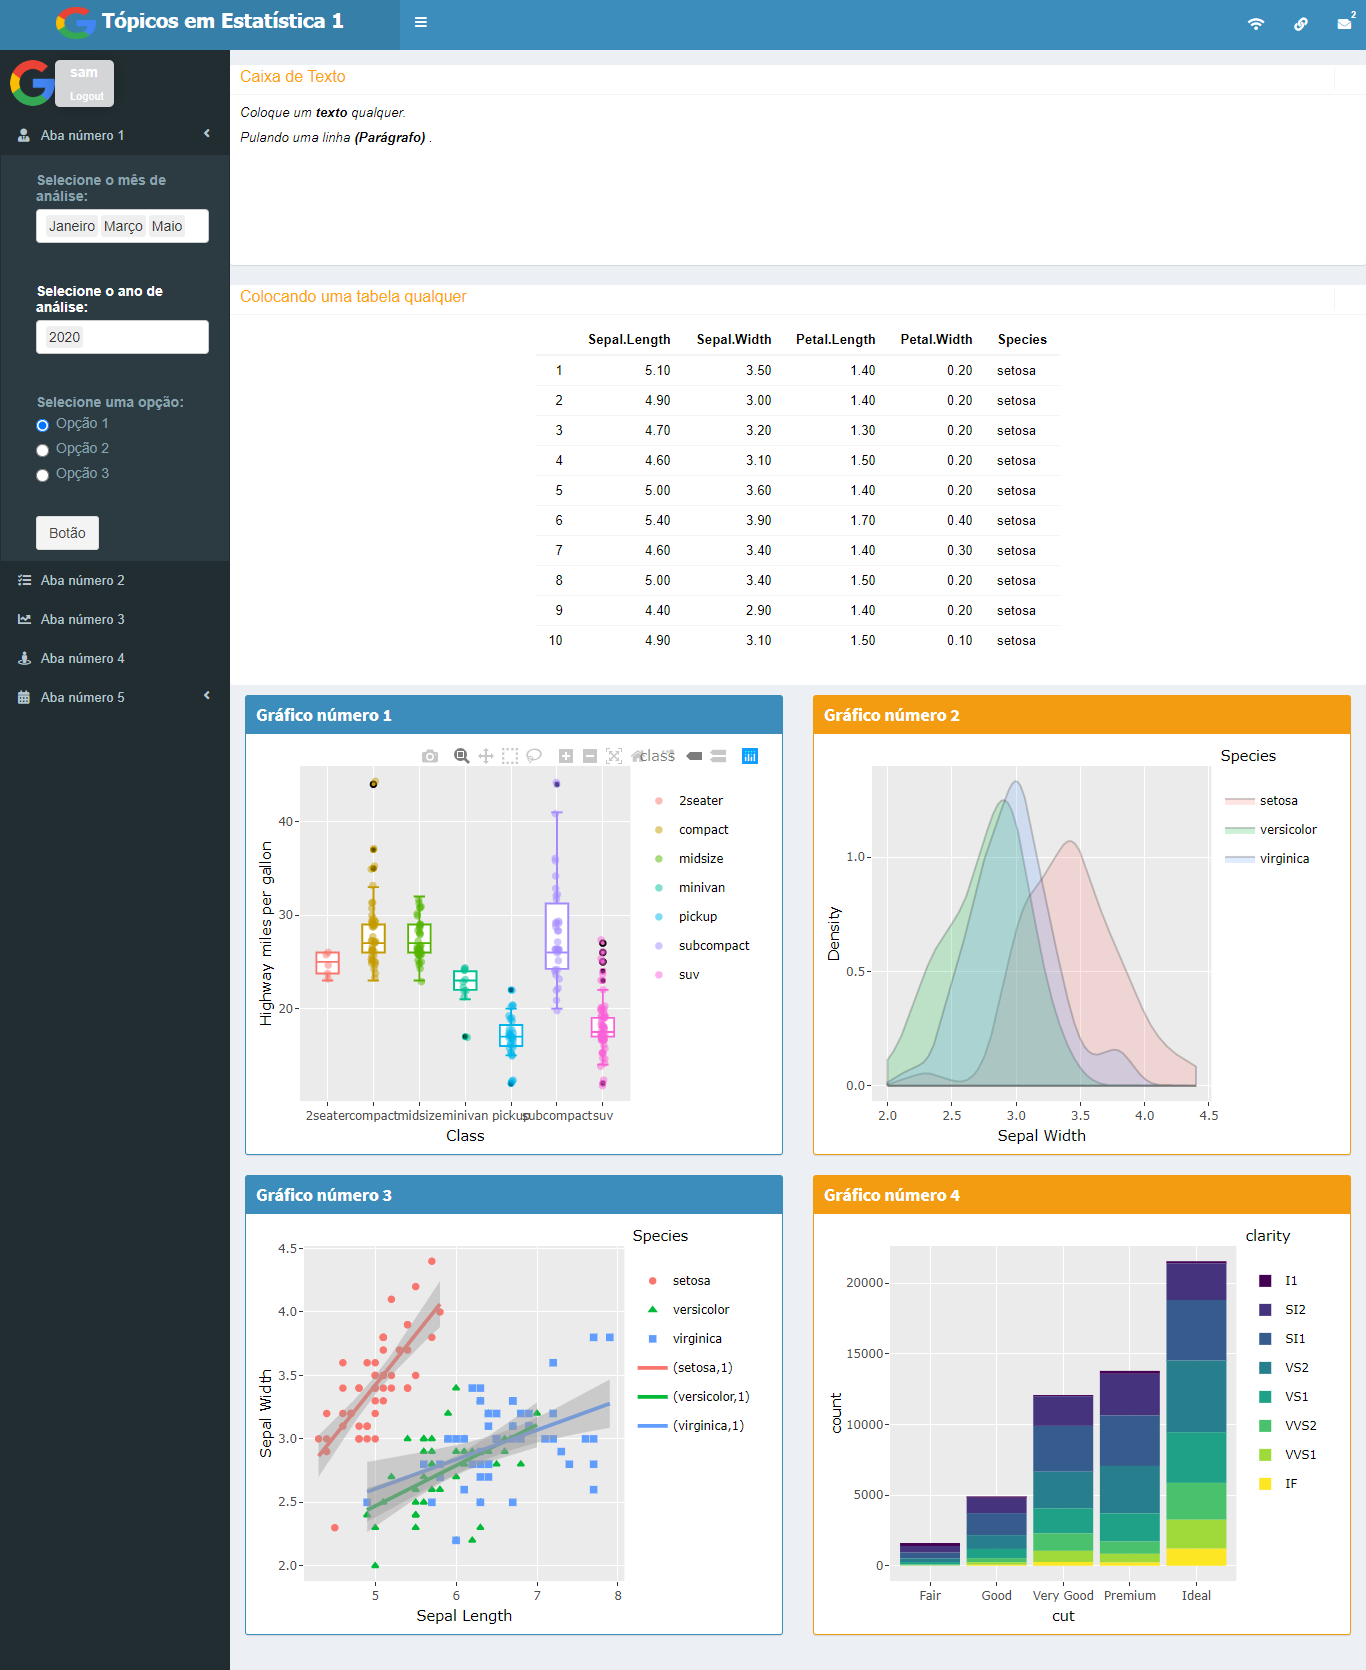 Tópicos em Estatística 1
2
sam
Logout
Aba número 1
Selecione o mês de
análise:
Janeiro Março Maio
Selecione o ano de
análise:
2020
Selecione uma opção:
Opção 1
Opção 2
Opção 3
Botão
Aba número 2
Aba número 3
Aba número 4
Aba número 5
Caixa de Texto
Coloque um texto qualquer.
Pulando uma linha (Parágrafo) .
Colocando uma tabela qualquer
Sepal.Length Sepal.Width Petal.Length Petal.Width Species
1 5.10 3.50 1.40 0.20 setosa
2 4.90 3.00 1.40 0.20 setosa
3 4.70 3.20 1.30 0.20 setosa
4 4.60 3.10 1.50 0.20 setosa
5 5.00 3.60 1.40 0.20 setosa
6 5.40 3.90 1.70 0.40 setosa
7 4.60 3.40 1.40 0.30 setosa
8 5.00 3.40 1.50 0.20 setosa
9 4.40 2.90 1.40 0.20 setosa
10 4.90 3.10 1.50 0.10 setosa
Gráfico número 1
class
2seater
compact
midsize
minivan
pickup
subcompact
suv
Highway miles per gallon
40
30
20
2seater compact midsize minivan pickup subcompact suv
Class
Gráfico número 2
Species
setosa
versicolor
virginica
Density
1.0
0.5
0.0
2.0 2.5 3.0 3.5 4.0 4.5
Sepal Width
Gráfico número 3
Species
setosa
versicolor
virginica
(setosa,1)
(versicolor,1)
(virginica,1)
Sepal Width
4.5
4.0
3.5
3.0
2.5
2.0
5 6 7 8
Sepal Length
Gráfico número 4
clarity
I1
SI2
SI1
VS2
VS1
VVS2
VVS1
IF
count
20000
15000
10000
5000
0
Fair Good Very Good Premium Ideal
cut